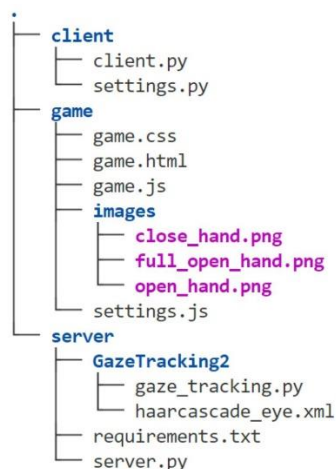 .
client
client.py
settings.py
game
game.css
game.html
game.js
images
close_hand.png
full_open_hand.png
open_hand.png
settings.js
server
GazeTracking2
gaze_tracking.py
haarcascade_eye.xml
requirements.txt
server.py